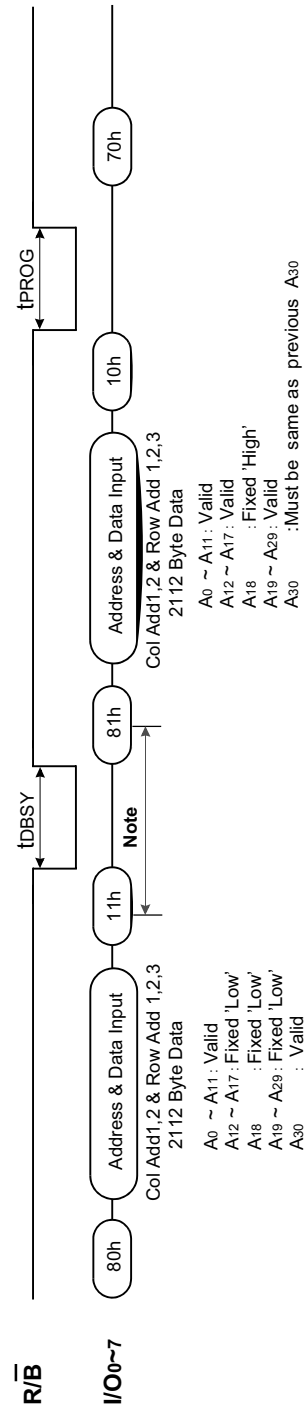 R/B
tDBSY
tPROG
I/O0~7
80h
Address & Data Input
11h
81h
Address & Data Input
10h
70h
Note
Col Add1,2 & Row Add 1,2,3
2112 Byte Data
A0 ~ A11 : Valid
A12 ~ A17 : Fixed 'Low'
A18 : Fixed 'Low'
A19 ~ A29 : Fixed 'Low'
A30 : Valid
Col Add1,2 & Row Add 1,2,3
2112 Byte Data
A0 ~ A11 : Valid
A12 ~ A17 : Valid
A18 : Fixed 'High'
A19 ~ A29 : Valid
A30 :Must be same as previous A30